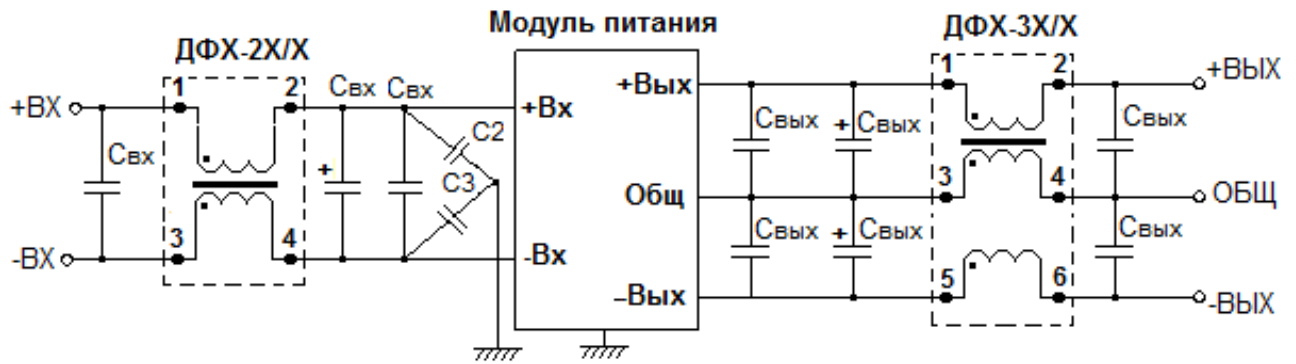 Модуль питания
ДФХ-2Х/Х
ДФХ-3Х/Х
1 2 Свх Свх
+Вых
1 2
+ВЫХ
+ВХ
+Вх
С2
Свх
+
С3
Свых
+ Свых
Свых
Общ
3 4
ОБЩ
3 4
-ВХ
-Вх
Свых
+ Свых
Свых
–Вых
5 6
-ВЫХ